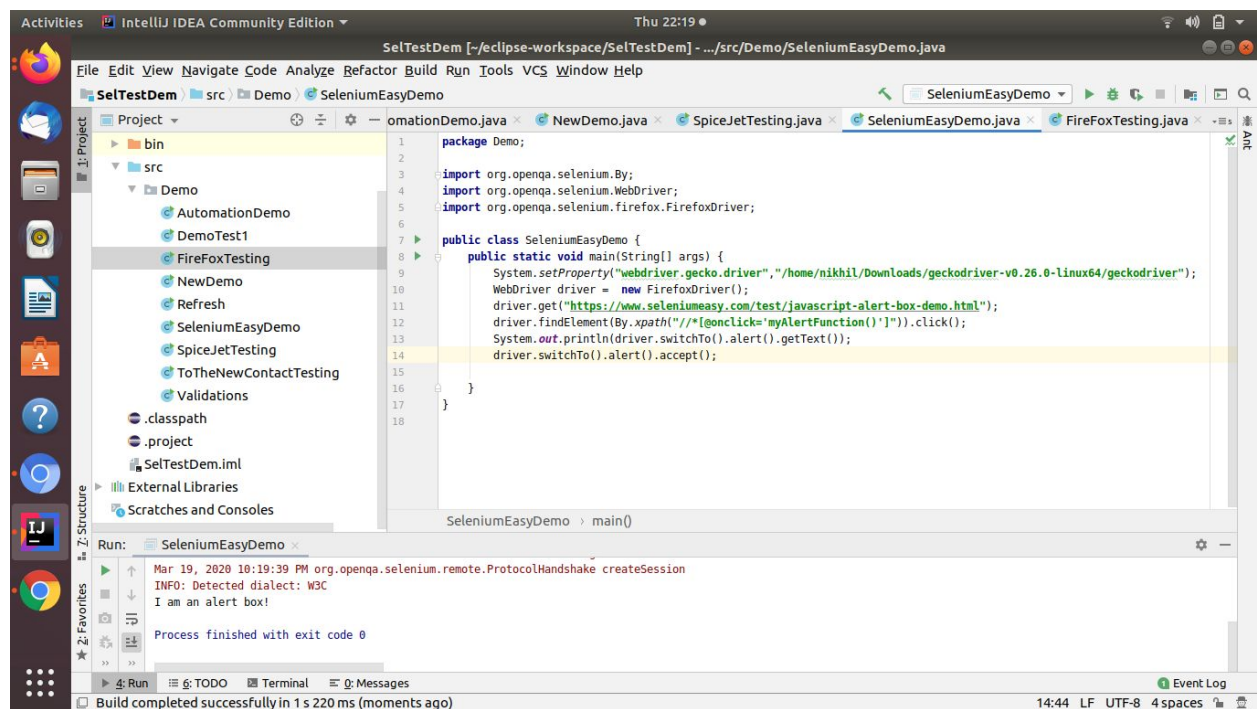 Activities IntelliJ IDEA Community Edition Thu 22:19
SelTestDem [~/eclipse-workspace/SelTestDem] - .../src/Demo/SeleniumEasyDemo.java
File Edit View Navigate Code Analyze Refactor Build Run Tools VCS Window Help
SelTestDem src Demo SeleniumEasyDemo SeleniumEasyDemo
1: Project
Project
omationDemo.java NewDemo.java SpiceJetTesting.java SeleniumEasyDemo.java FireFoxTesting.java
Ant
bin
src
Demo
AutomationDemo
DemoTest1
FireFoxTesting
NewDemo
Refresh
SeleniumEasyDemo
SpiceJetTesting
ToTheNewContactTesting
Validations
.classpath
.project
SelTestDem.iml
External Libraries
Scratches and Consoles
1 package Demo;
2
3 import org.openqa.selenium.By;
4 import org.openqa.selenium.WebDriver;
5 import org.openqa.selenium.firefox.FirefoxDriver;
6
7 public class SeleniumEasyDemo {
8 public static void main(String[] args) {
9 System.setProperty("webdriver.gecko.driver","/home/nikhil/Downloads/geckodriver-v0.26.0-linux64/geckodriver");
10 WebDriver driver = new FirefoxDriver();
11 driver.get("https://www.seleniumeasy.com/test/javascript-alert-box-demo.html");
12 driver.findElement(By.xpath("//*[@onclick='myAlertFunction()']")).click();
13 System.out.println(driver.switchTo().alert().getText());
14 driver.switchTo().alert().accept();
15
16 }
17 }
18
SeleniumEasyDemo › main()
7: Structure
2: Favorites
Run: SeleniumEasyDemo
Mar 19, 2020 10:19:39 PM org.openqa.selenium.remote.ProtocolHandshake createSession
INFO: Detected dialect: W3C
I am an alert box!
Process finished with exit code 0
4: Run 6: TODO Terminal 0: Messages 1 Event Log
Build completed successfully in 1 s 220 ms (moments ago) 14:44 LF UTF-8 4 spaces